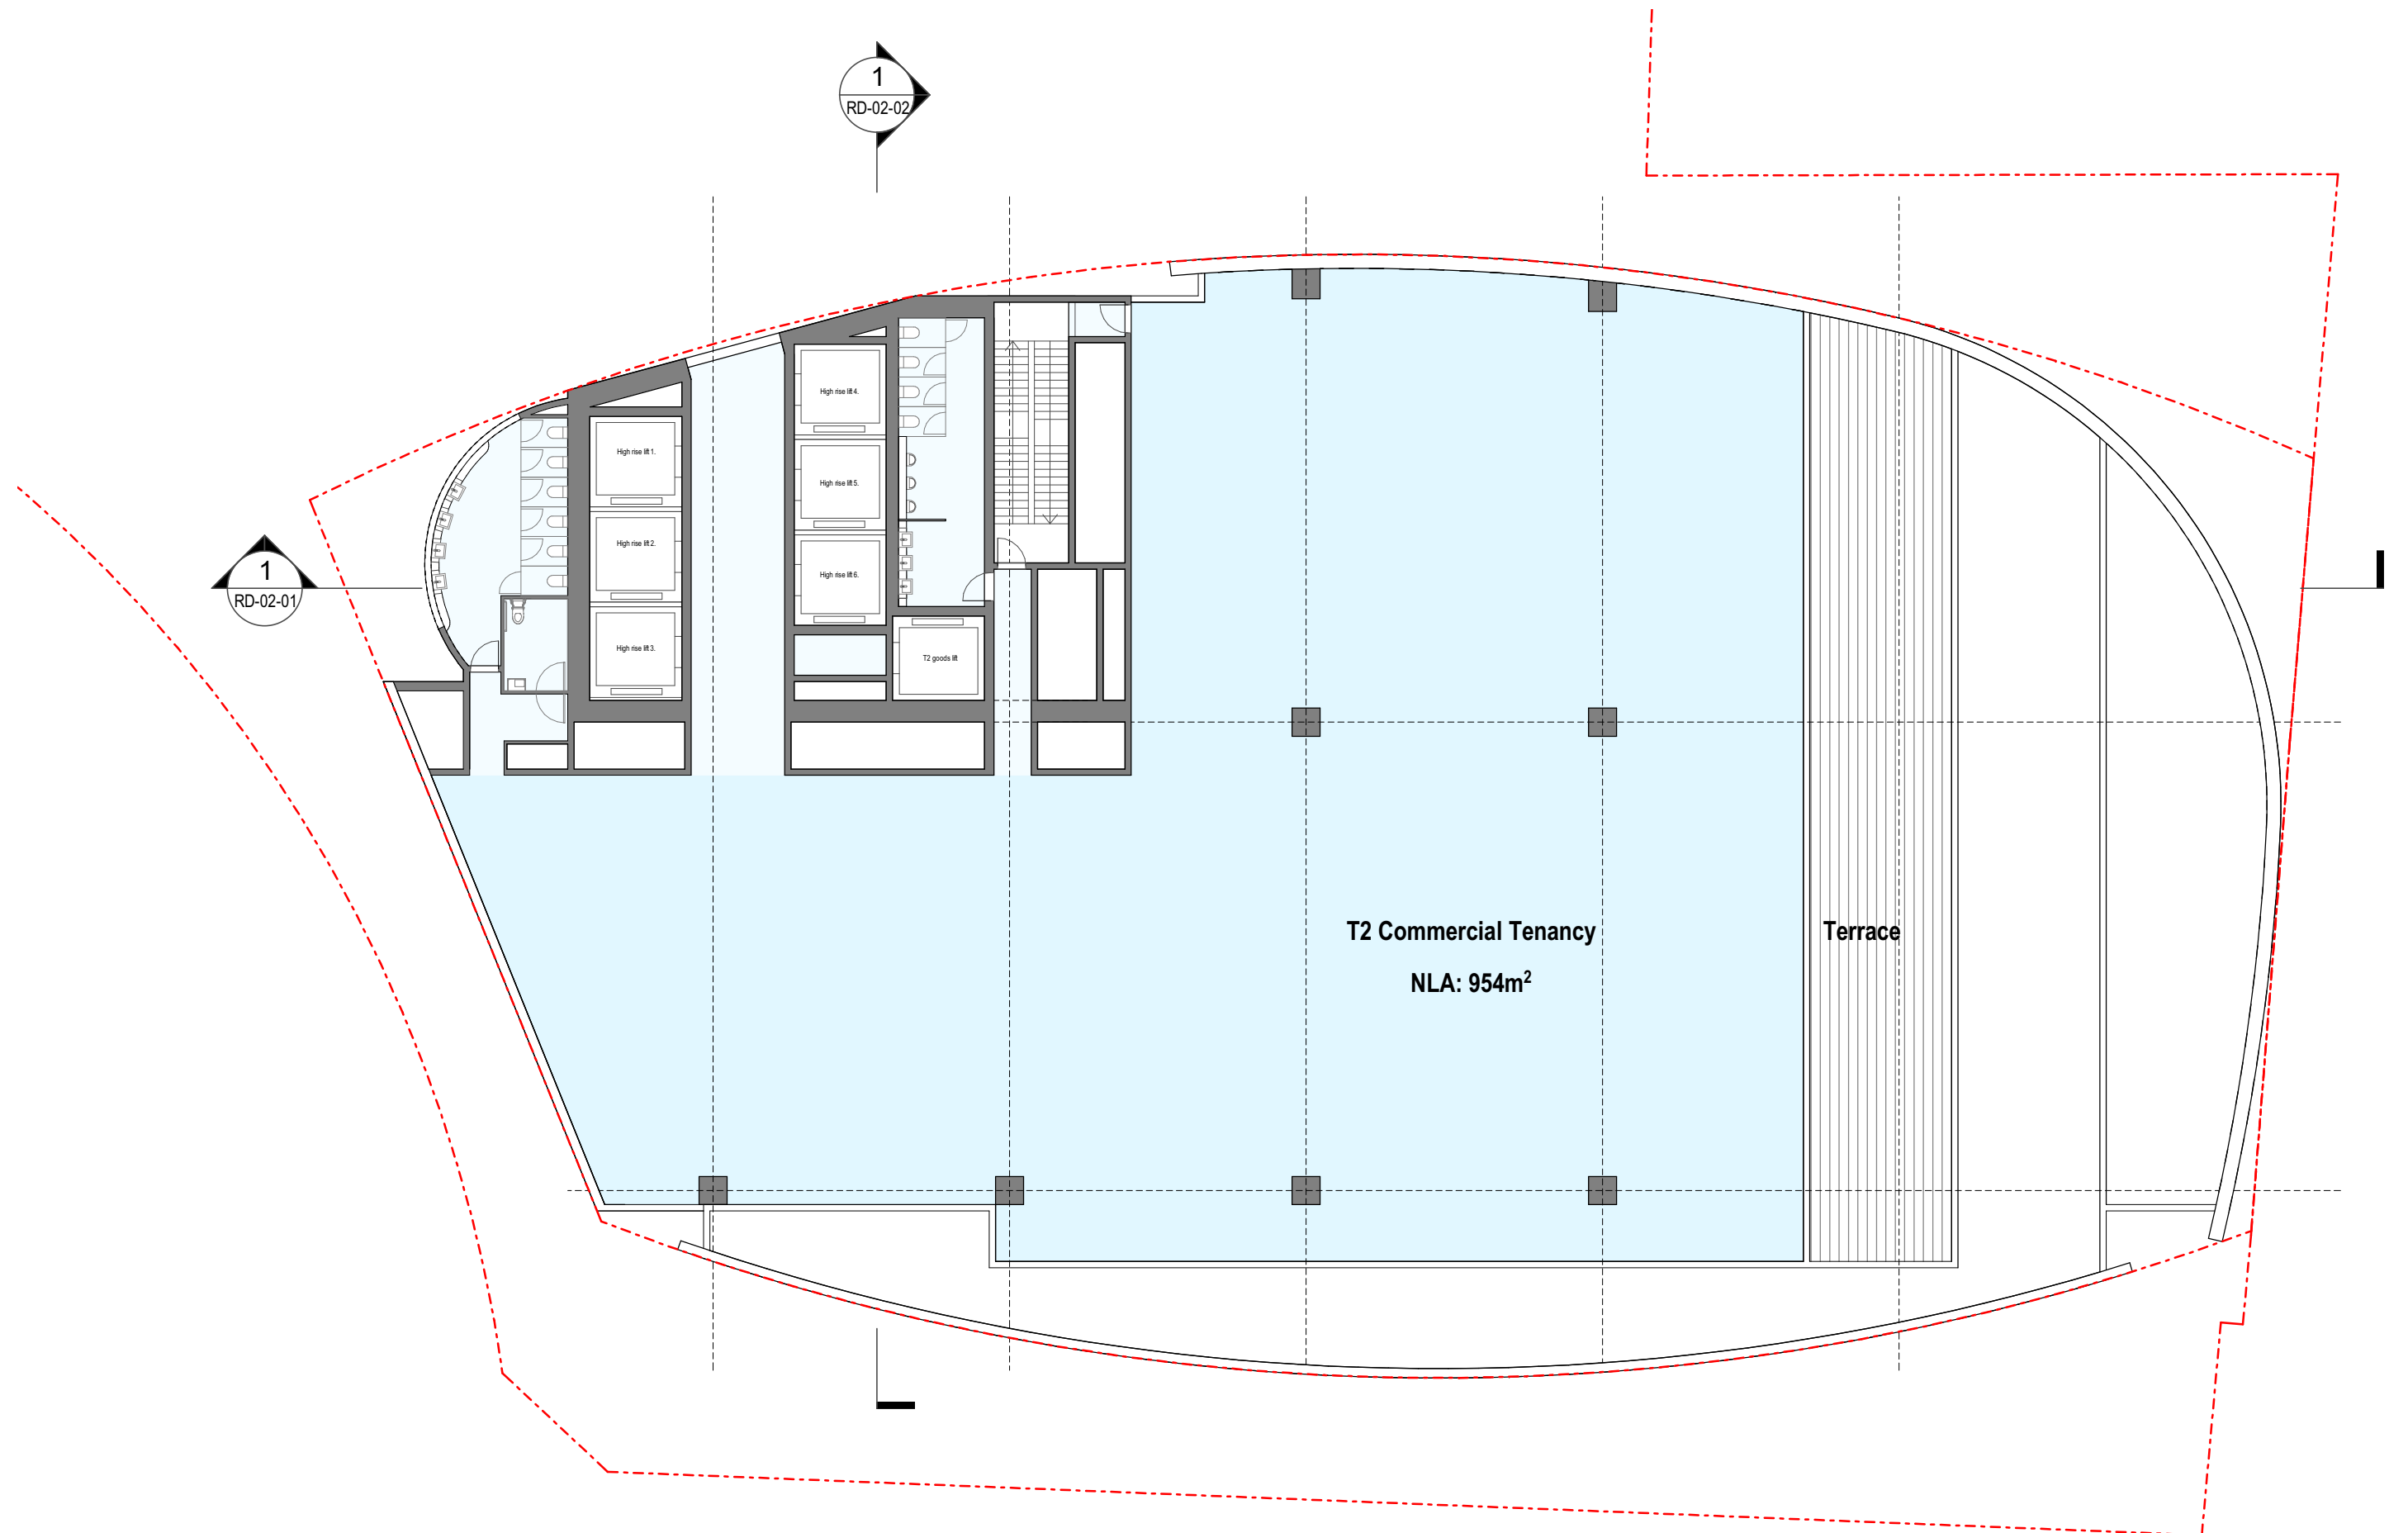 1
RD-02-02
High rise lift 4.
High rise lift 1.
High rise lift 5.
High rise lift 2.
High rise lift 6.
1
RD-02-01
High rise lift 3.
T2 goods lift
T2 Commercial Tenancy
Terrace
NLA: 954m²